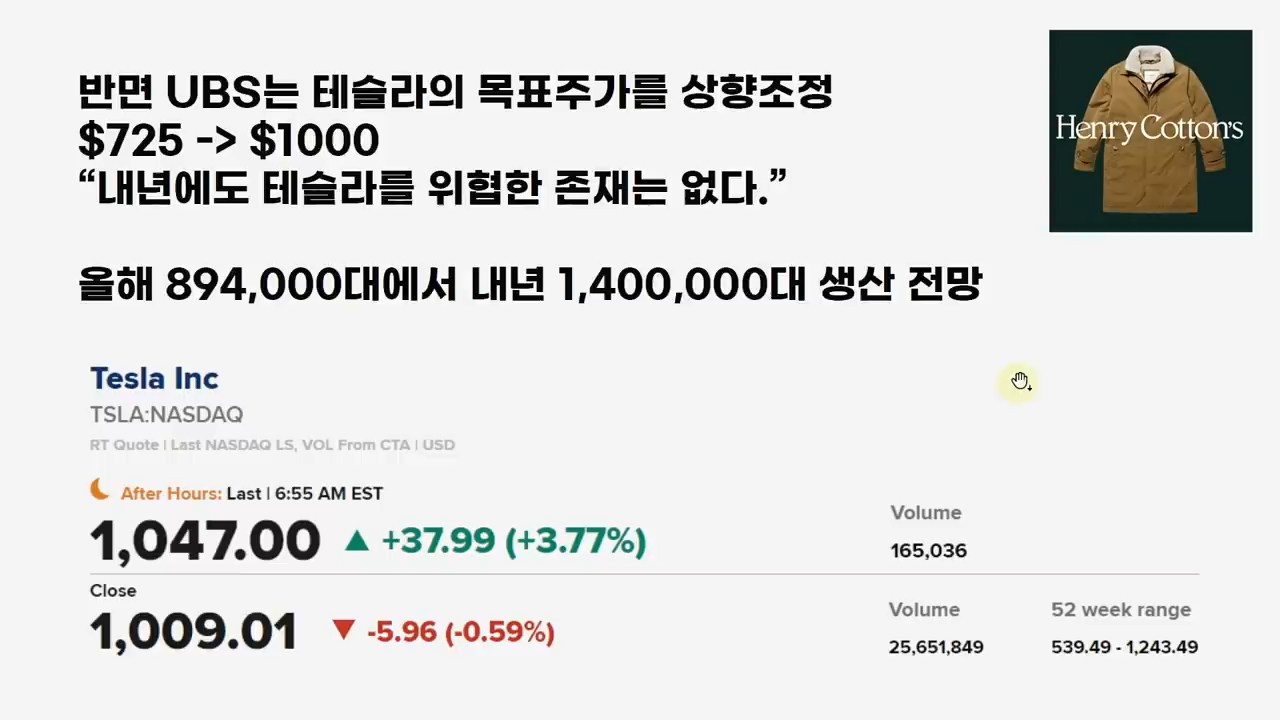 반면 UBS는 테슬라의 목표주가를 상향조정
$725 -> $1000
“내년에도 테슬라를 위협한 존재는 없다.”
Henry Cotton's
올해 894,000대에서 내년 1,400,000대 생산 전망
Tesla Inc
TSLA:NASDAQ
RT Quote | Last NASDAQ LS, VOL From CTA | USD
After Hours: Last | 6:55 AM EST
1,047.00 ▲ +37.99 (+3.77%)
Volume
165,036
Close
1,009.01 ▼ -5.96 (-0.59%)
Volume
25,651,849
52 week range
539.49 - 1,243.49